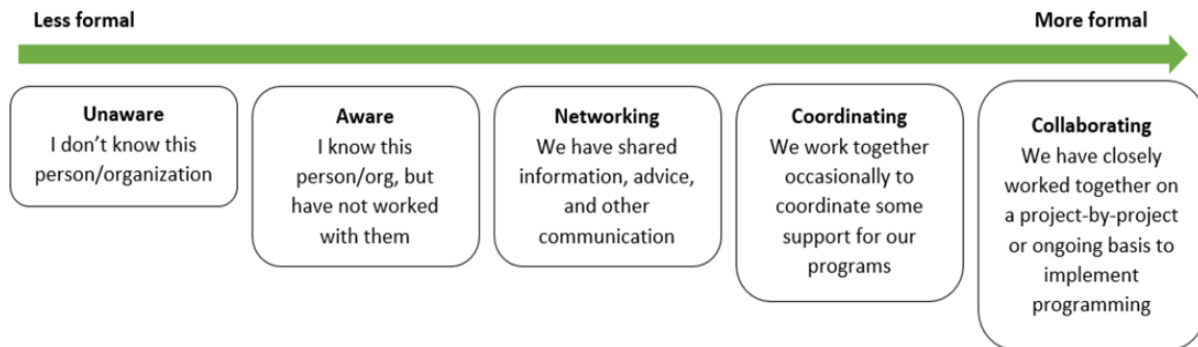 Less formal
More formal
Unaware
I don’t know this
person/organization
Aware
I know this
person/org, but
have not worked
with them
Networking
We have shared
information, advice,
and other
communication
Coordinating
We work together
occasionally to
coordinate some
support for our
programs
Collaborating
We have closely
worked together on
a project-by-project
or ongoing basis to
implement
programming